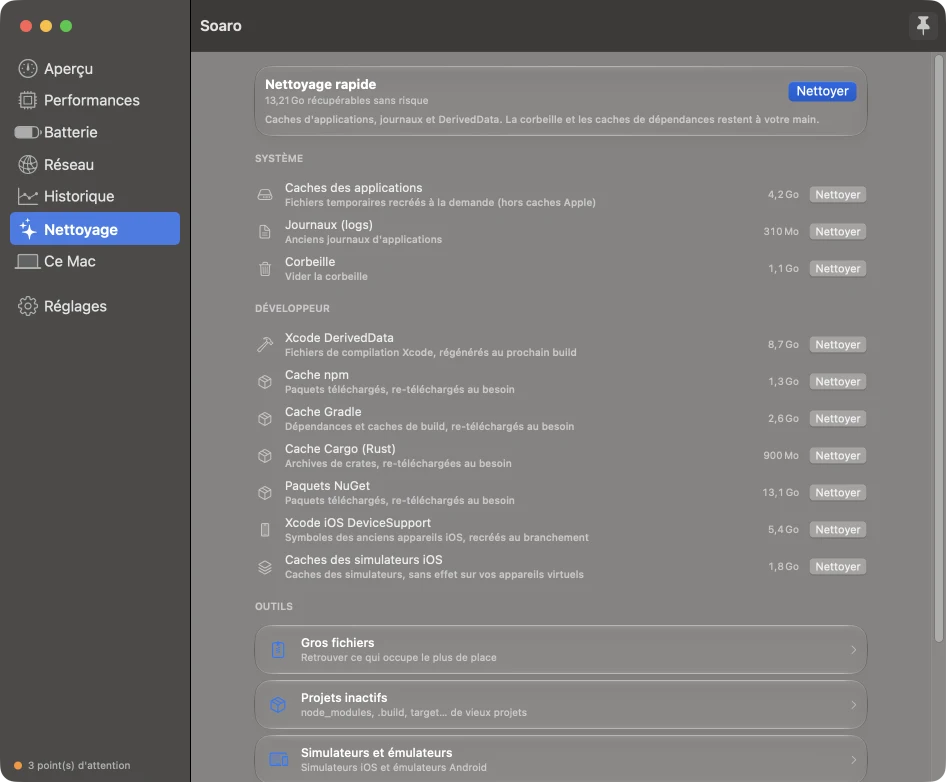 Soaro
Aperçu
Performances
Batterie
Réseau
Historique
Nettoyage
Ce Mac
Réglages
3 point(s) d'attention
Nettoyage rapide
13,21 Go récupérables sans risque
Nettoyer
Caches d'applications, journaux et DerivedData. La corbeille et les caches de dépendances restent à votre main.
SYSTÈME
Caches des applications
Fichiers temporaires recréés à la demande (hors caches Apple)
4,2 Go Nettoyer
Journaux (logs)
Anciens journaux d'applications
310 Mo Nettoyer
Corbeille
Vider la corbeille
1,1 Go Nettoyer
DÉVELOPPEUR
Xcode DerivedData
Fichiers de compilation Xcode, régénérés au prochain build
8,7 Go Nettoyer
Cache npm
Paquets téléchargés, re-téléchargés au besoin
1,3 Go Nettoyer
Cache Gradle
Dépendances et caches de build, re-téléchargés au besoin
2,6 Go Nettoyer
Cache Cargo (Rust)
Archives de crates, re-téléchargées au besoin
900 Mo Nettoyer
Paquets NuGet
Paquets téléchargés, re-téléchargés au besoin
13,1 Go Nettoyer
Xcode iOS DeviceSupport
Symboles des anciens appareils iOS, recréés au branchement
5,4 Go Nettoyer
Caches des simulateurs iOS
Caches des simulateurs, sans effet sur vos appareils virtuels
1,8 Go Nettoyer
OUTILS
Gros fichiers
Retrouver ce qui occupe le plus de place
Projets inactifs
node_modules, .build, target... de vieux projets
Simulateurs et émulateurs
Simulateurs iOS et émulateurs Android